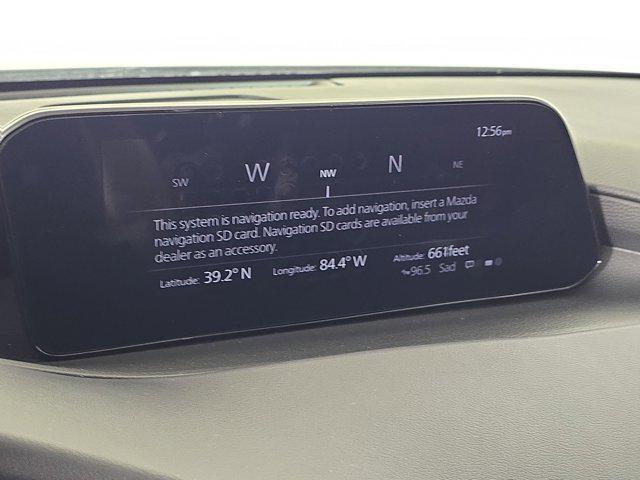 12:56pm
SW W NW N NE
This system is navigation ready. To add navigation, insert a Mazda
navigation SD card. Navigation SD cards are available from your
dealer as an accessory.
Latitude: 39.2° N Longitude: 84.4° W Altitude: 661feet
96.5 Sad